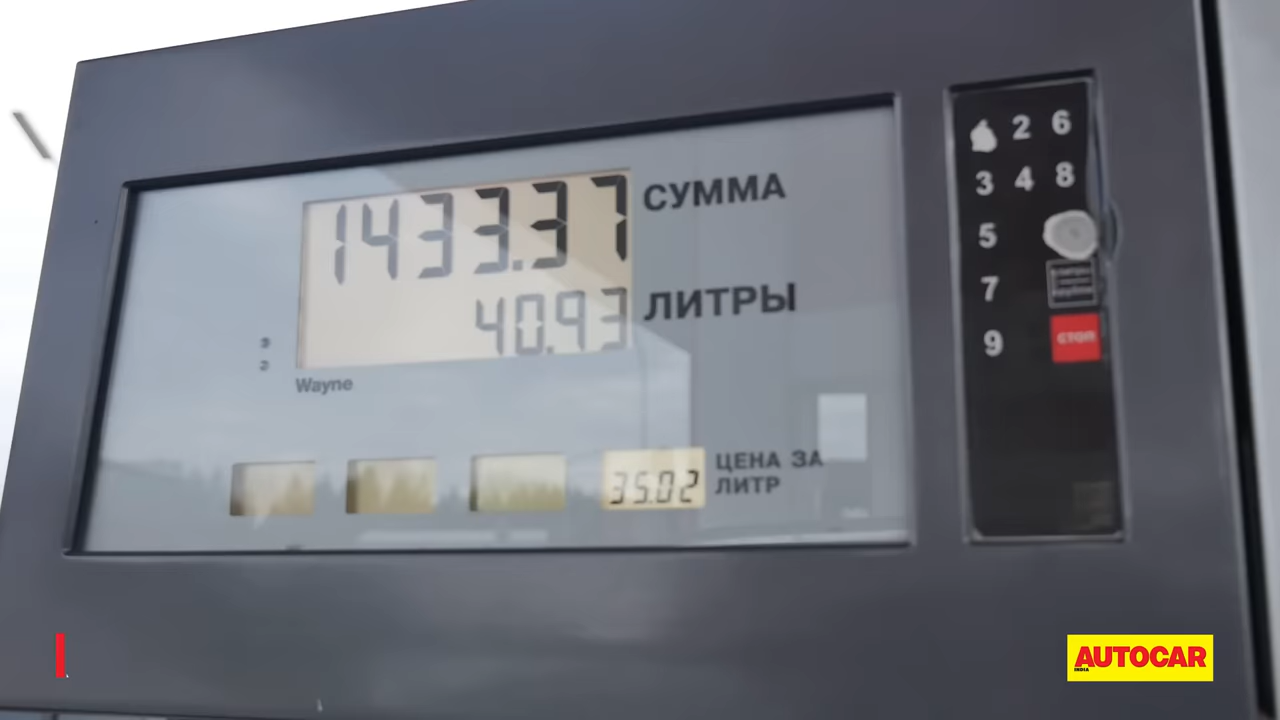 1433.37 СУММА
40.93 ЛИТРЫ
Wayne
35.02 ЦЕНА ЗА
ЛИТР
2 6
3 4 8
5
7
9 СТОП
AUTOCAR
INDIA